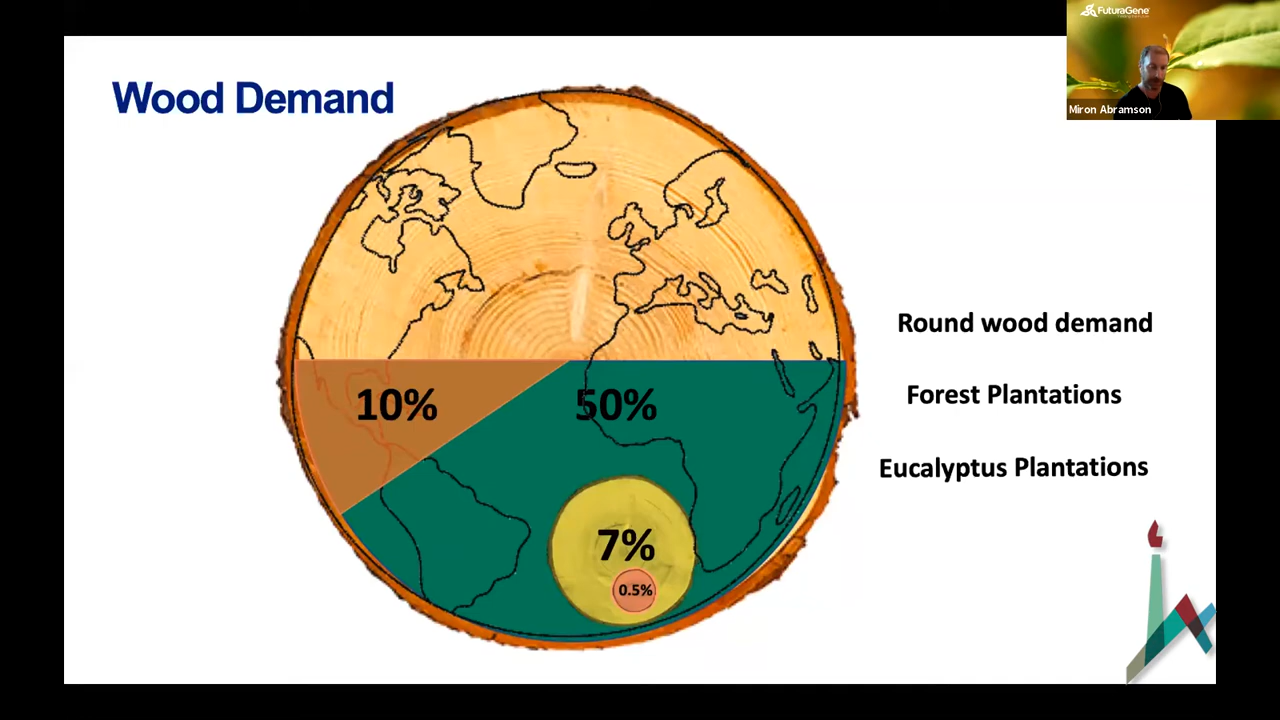 FuturaGene
Miron Abramson
Wood Demand
Round wood demand
10%
50%
Forest Plantations
Eucalyptus Plantations
7%
0.5%